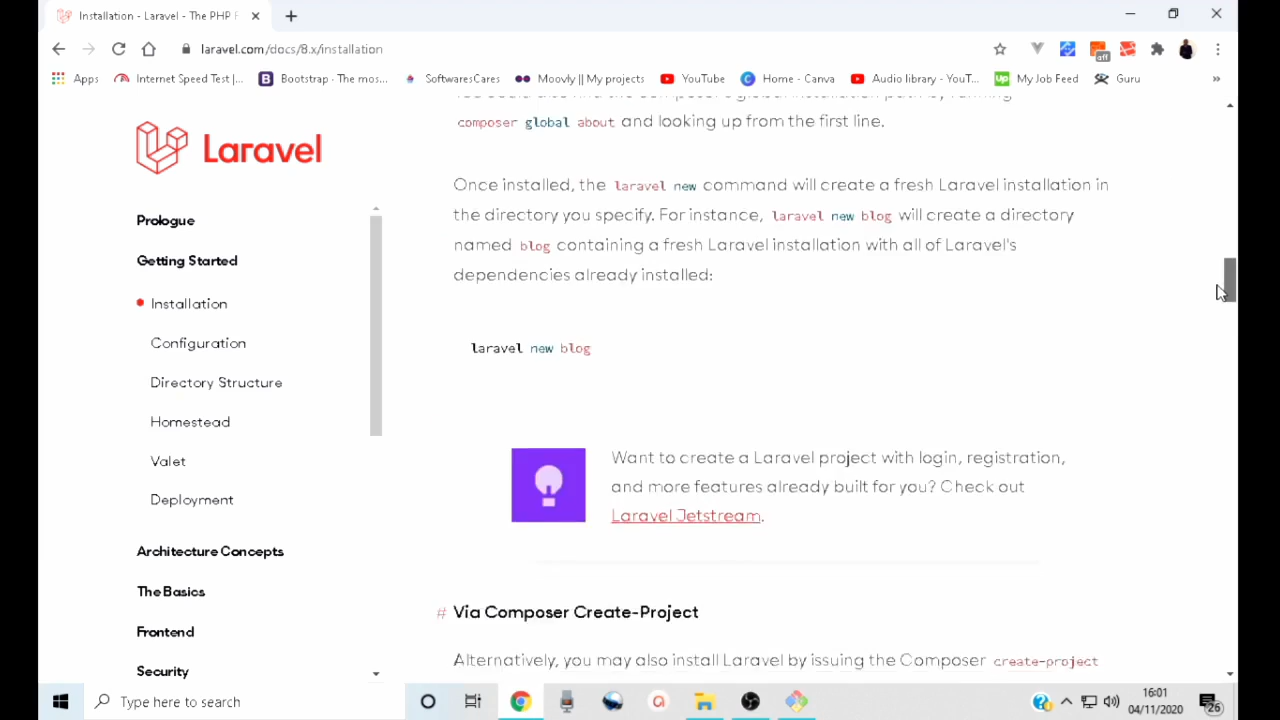 Installation - Laravel - The PHP F
laravel.com/docs/8.x/installation
off
Apps
Internet Speed Test |...
Bootstrap · The mos...
SoftwaresCares
Moovly || My projects
YouTube
Home - Canva
Audio library - YouT...
Up
My Job Feed
Guru
»
Laravel
Prologue
Getting Started
Installation
Configuration
Directory Structure
Homestead
Valet
Deployment
Architecture Concepts
The Basics
Frontend
Security
composer global about and looking up from the first line.
Once installed, the laravel new command will create a fresh Laravel installation in
the directory you specify. For instance, laravel new blog will create a directory
named blog containing a fresh Laravel installation with all of Laravel's
dependencies already installed:
laravel new blog
Want to create a Laravel project with login, registration,
and more features already built for you? Check out
Laravel Jetstream.
# Via Composer Create-Project
Alternatively, you may also install Laravel by issuing the Composer create-project
Type here to search
16:01
04/11/2020
26